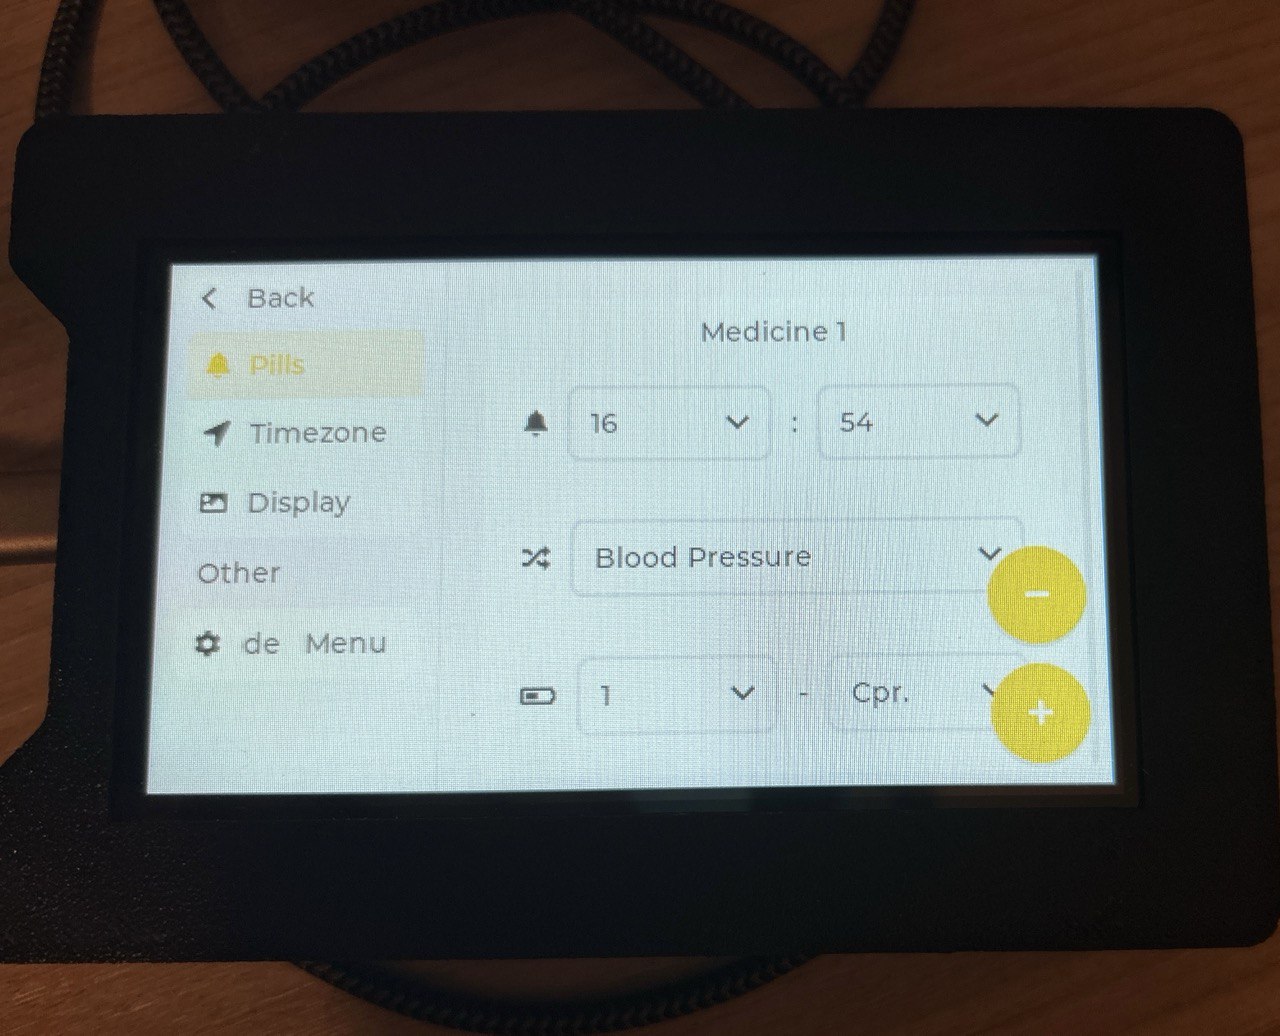 Back
Pills
Timezone
Display
Other
de Menu
Medicine 1
16 : 54
Blood Pressure
1 - Cpr.